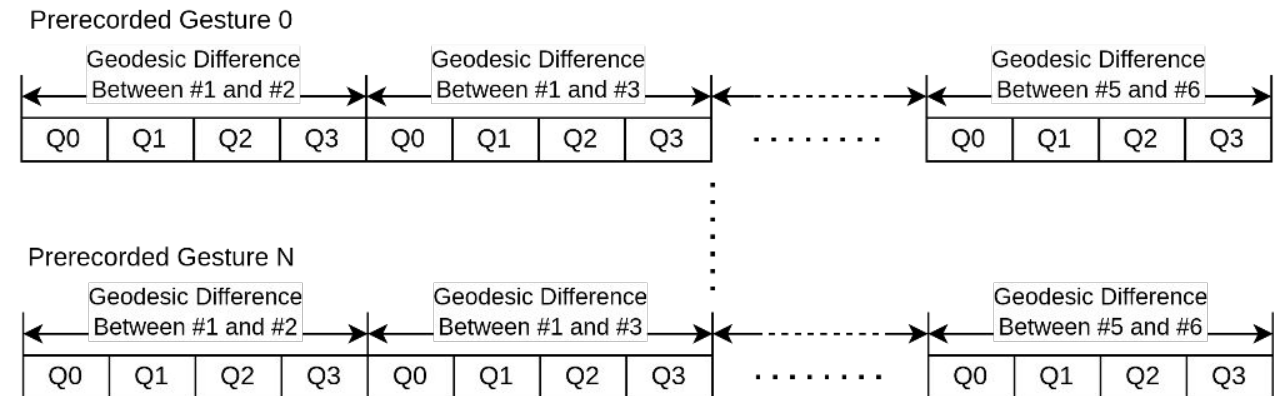 Prerecorded Gesture 0
Geodesic Difference Between #1 and #2
Geodesic Difference Between #1 and #3
Geodesic Difference Between #5 and #6
Q0 Q1 Q2 Q3 Q0 Q1 Q2 Q3 ........ Q0 Q1 Q2 Q3
Prerecorded Gesture N
Geodesic Difference Between #1 and #2
Geodesic Difference Between #1 and #3
Geodesic Difference Between #5 and #6
Q0 Q1 Q2 Q3 Q0 Q1 Q2 Q3 ........ Q0 Q1 Q2 Q3